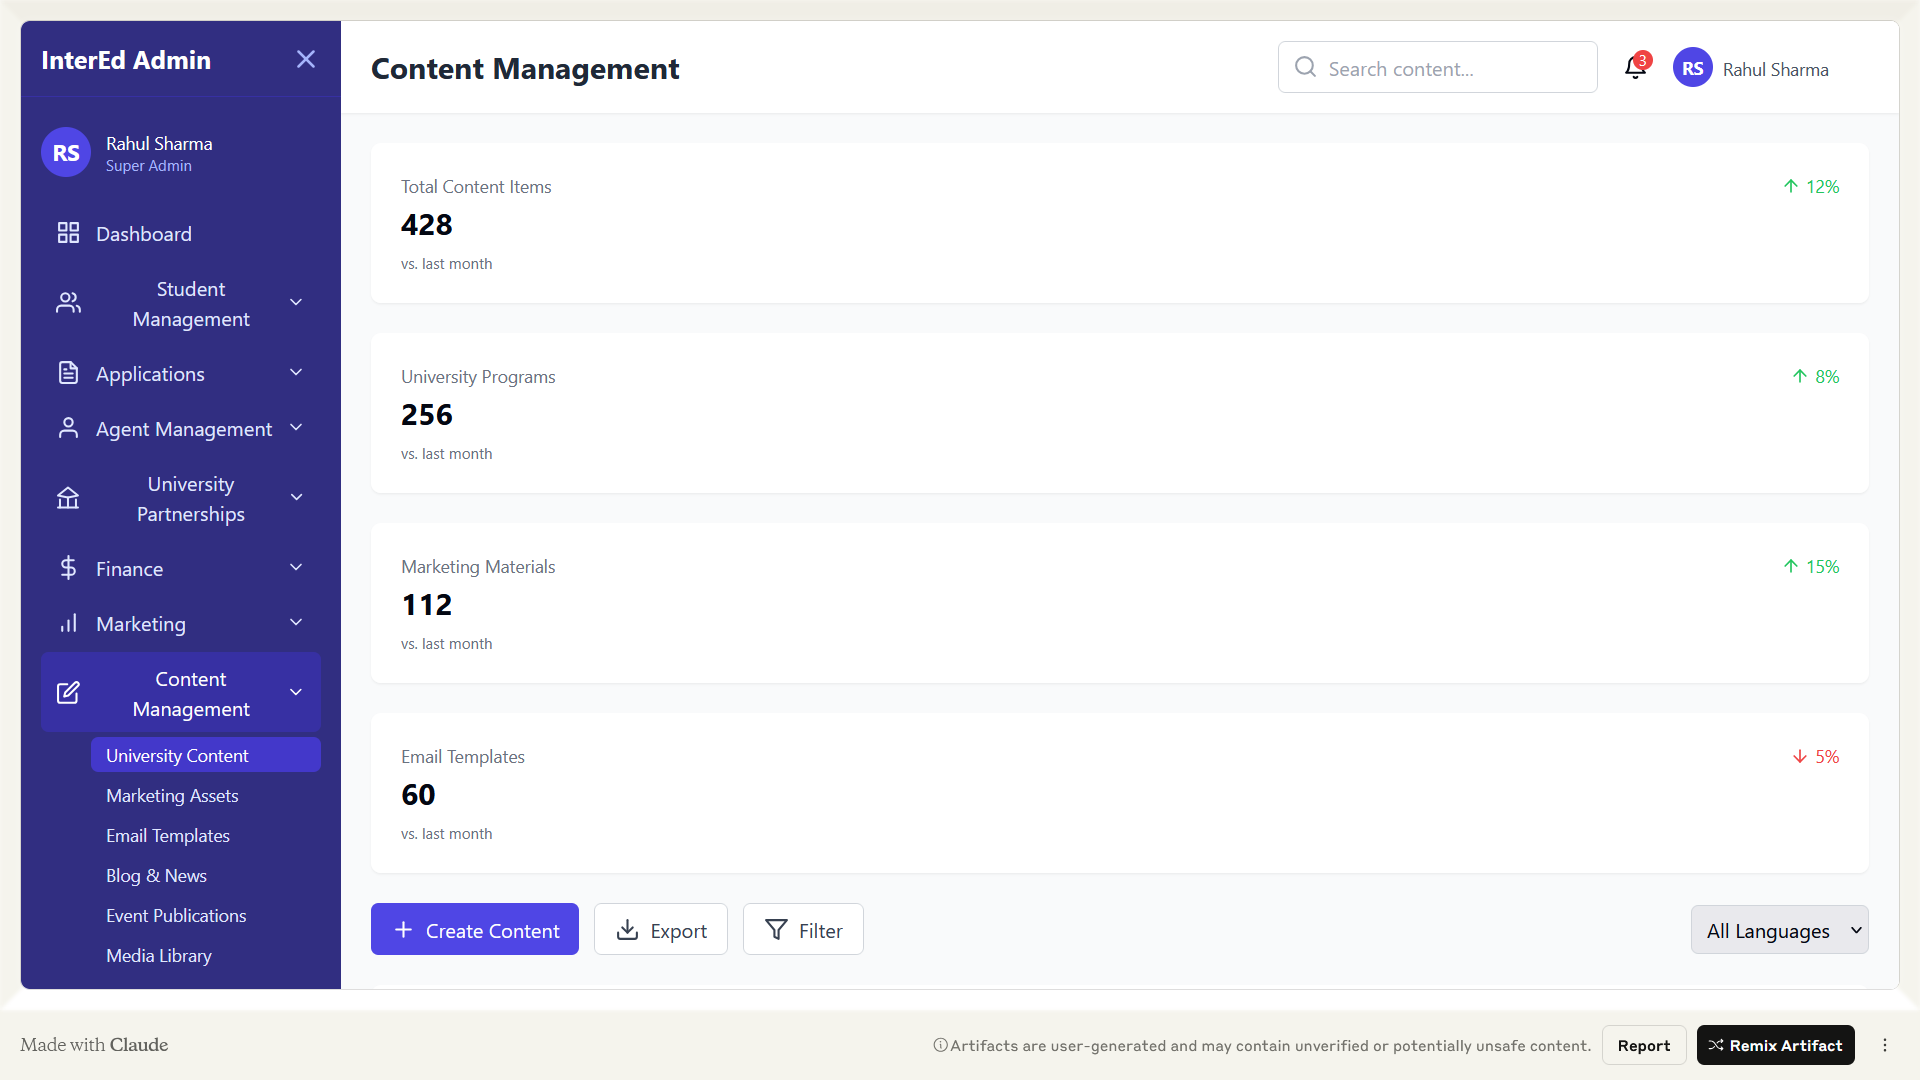 InterEd Admin
RS
Rahul Sharma
Super Admin
Dashboard
Student
Management
Applications
Agent Management
University
Partnerships
Finance
Marketing
Content
Management
University Content
Marketing Assets
Email Templates
Blog & News
Event Publications
Media Library
Content Management
Search content...
3
RS
Rahul Sharma
Total Content Items
12%
428
vs. last month
University Programs
8%
256
vs. last month
Marketing Materials
15%
112
vs. last month
Email Templates
5%
60
vs. last month
Create Content
Export
Filter
All Languages
Made with Claude
Artifacts are user-generated and may contain unverified or potentially unsafe content.
Report
Remix Artifact